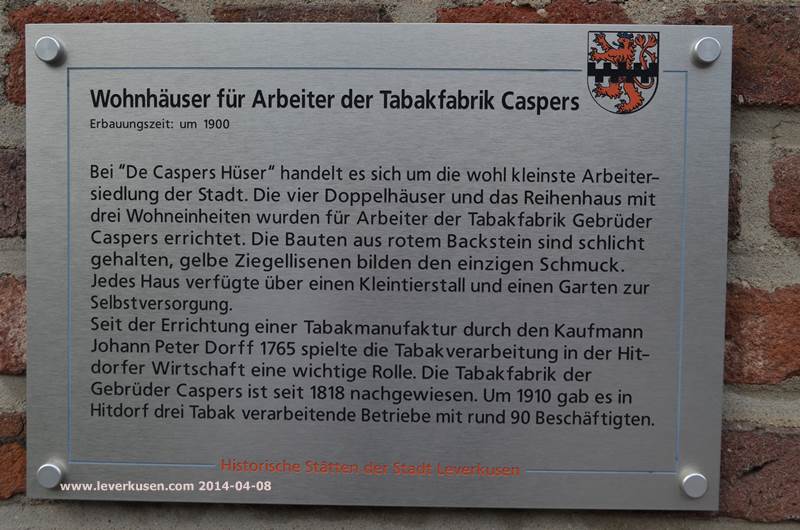 Wohnhäuser für Arbeiter der Tabakfabrik Caspers
Erbauungszeit: um 1900
Bei "De Caspers Hüser" handelt es sich um die wohl kleinste Arbeiter-
siedlung der Stadt. Die vier Doppelhäuser und das Reihenhaus mit
drei Wohneinheiten wurden für Arbeiter der Tabakfabrik Gebrüder
Caspers errichtet. Die Bauten aus rotem Backstein sind schlicht
gehalten, gelbe Ziegellisenen bilden den einzigen Schmuck.
Jedes Haus verfügte über einen Kleintierstall und einen Garten zur
Selbstversorgung.
Seit der Errichtung einer Tabakmanufaktur durch den Kaufmann
Johann Peter Dorff 1765 spielte die Tabakverarbeitung in der Hit-
dorfer Wirtschaft eine wichtige Rolle. Die Tabakfabrik der
Gebrüder Caspers ist seit 1818 nachgewiesen. Um 1910 gab es in
Hitdorf drei Tabak verarbeitende Betriebe mit rund 90 Beschäftigten.
Historische Stätten der Stadt Leverkusen
www.leverkusen.com 2014-04-08